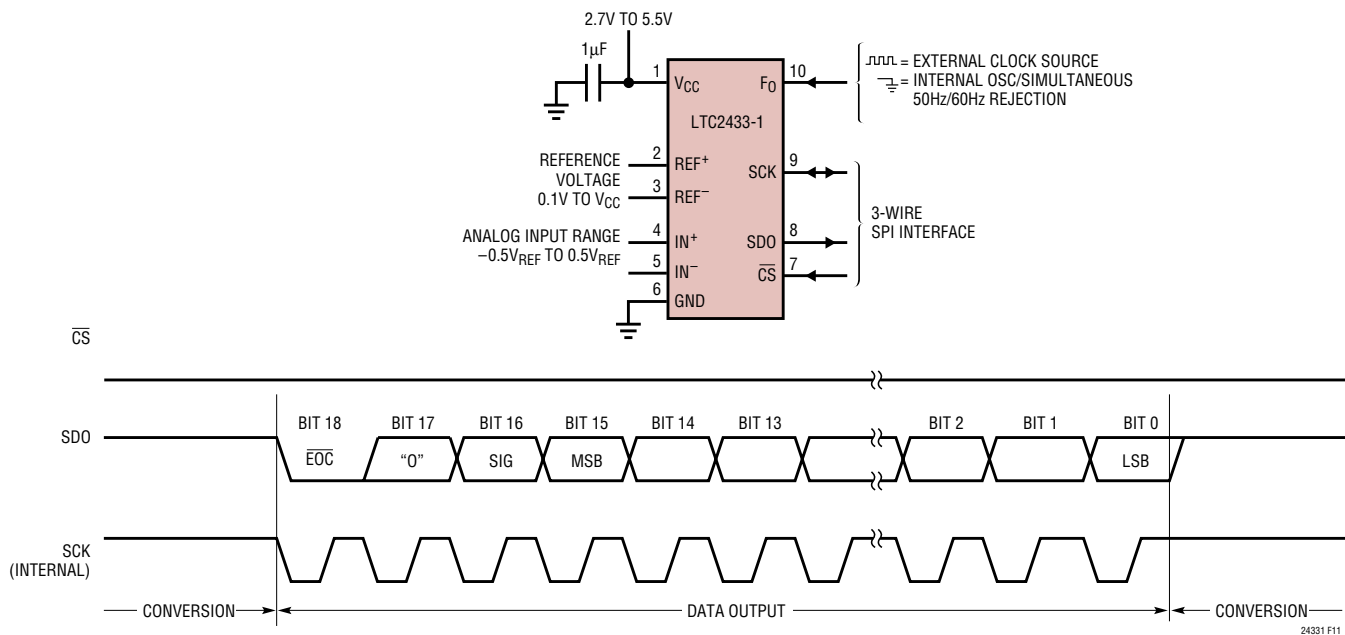 2.7V TO 5.5V
1µF
1
VCC
FO
10
= EXTERNAL CLOCK SOURCE
= INTERNAL OSC/SIMULTANEOUS
50Hz/60Hz REJECTION
LTC2433-1
REFERENCE
VOLTAGE
0.1V TO VCC
2
REF+
3
REF−
SCK
9
3-WIRE
SPI INTERFACE
ANALOG INPUT RANGE
−0.5VREF TO 0.5VREF
4
IN+
5
IN−
SDO
8
CS
7
6
GND
CS
SDO
BIT 18
BIT 17
BIT 16
BIT 15
BIT 14
BIT 13
BIT 2
BIT 1
BIT 0
EOC
“0”
SIG
MSB
LSB
SCK
(INTERNAL)
CONVERSION
DATA OUTPUT
CONVERSION
24331 F11